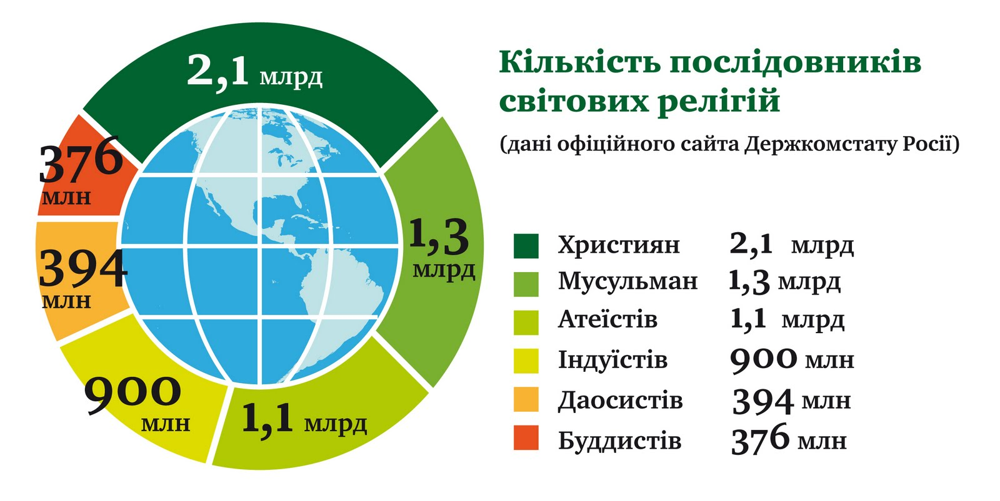 2,1 млрд
376
млн
394
млн
900
млн
1,1 млрд
1,3
млрд
Кількість послідовників
світових релігій
(дані офіційного сайта Держкомстату Росії)
Християн 2,1 млрд
Мусульман 1,3 млрд
Атеїстів 1,1 млрд
Індуїстів 900 млн
Даосистів 394 млн
Буддистів 376 млн